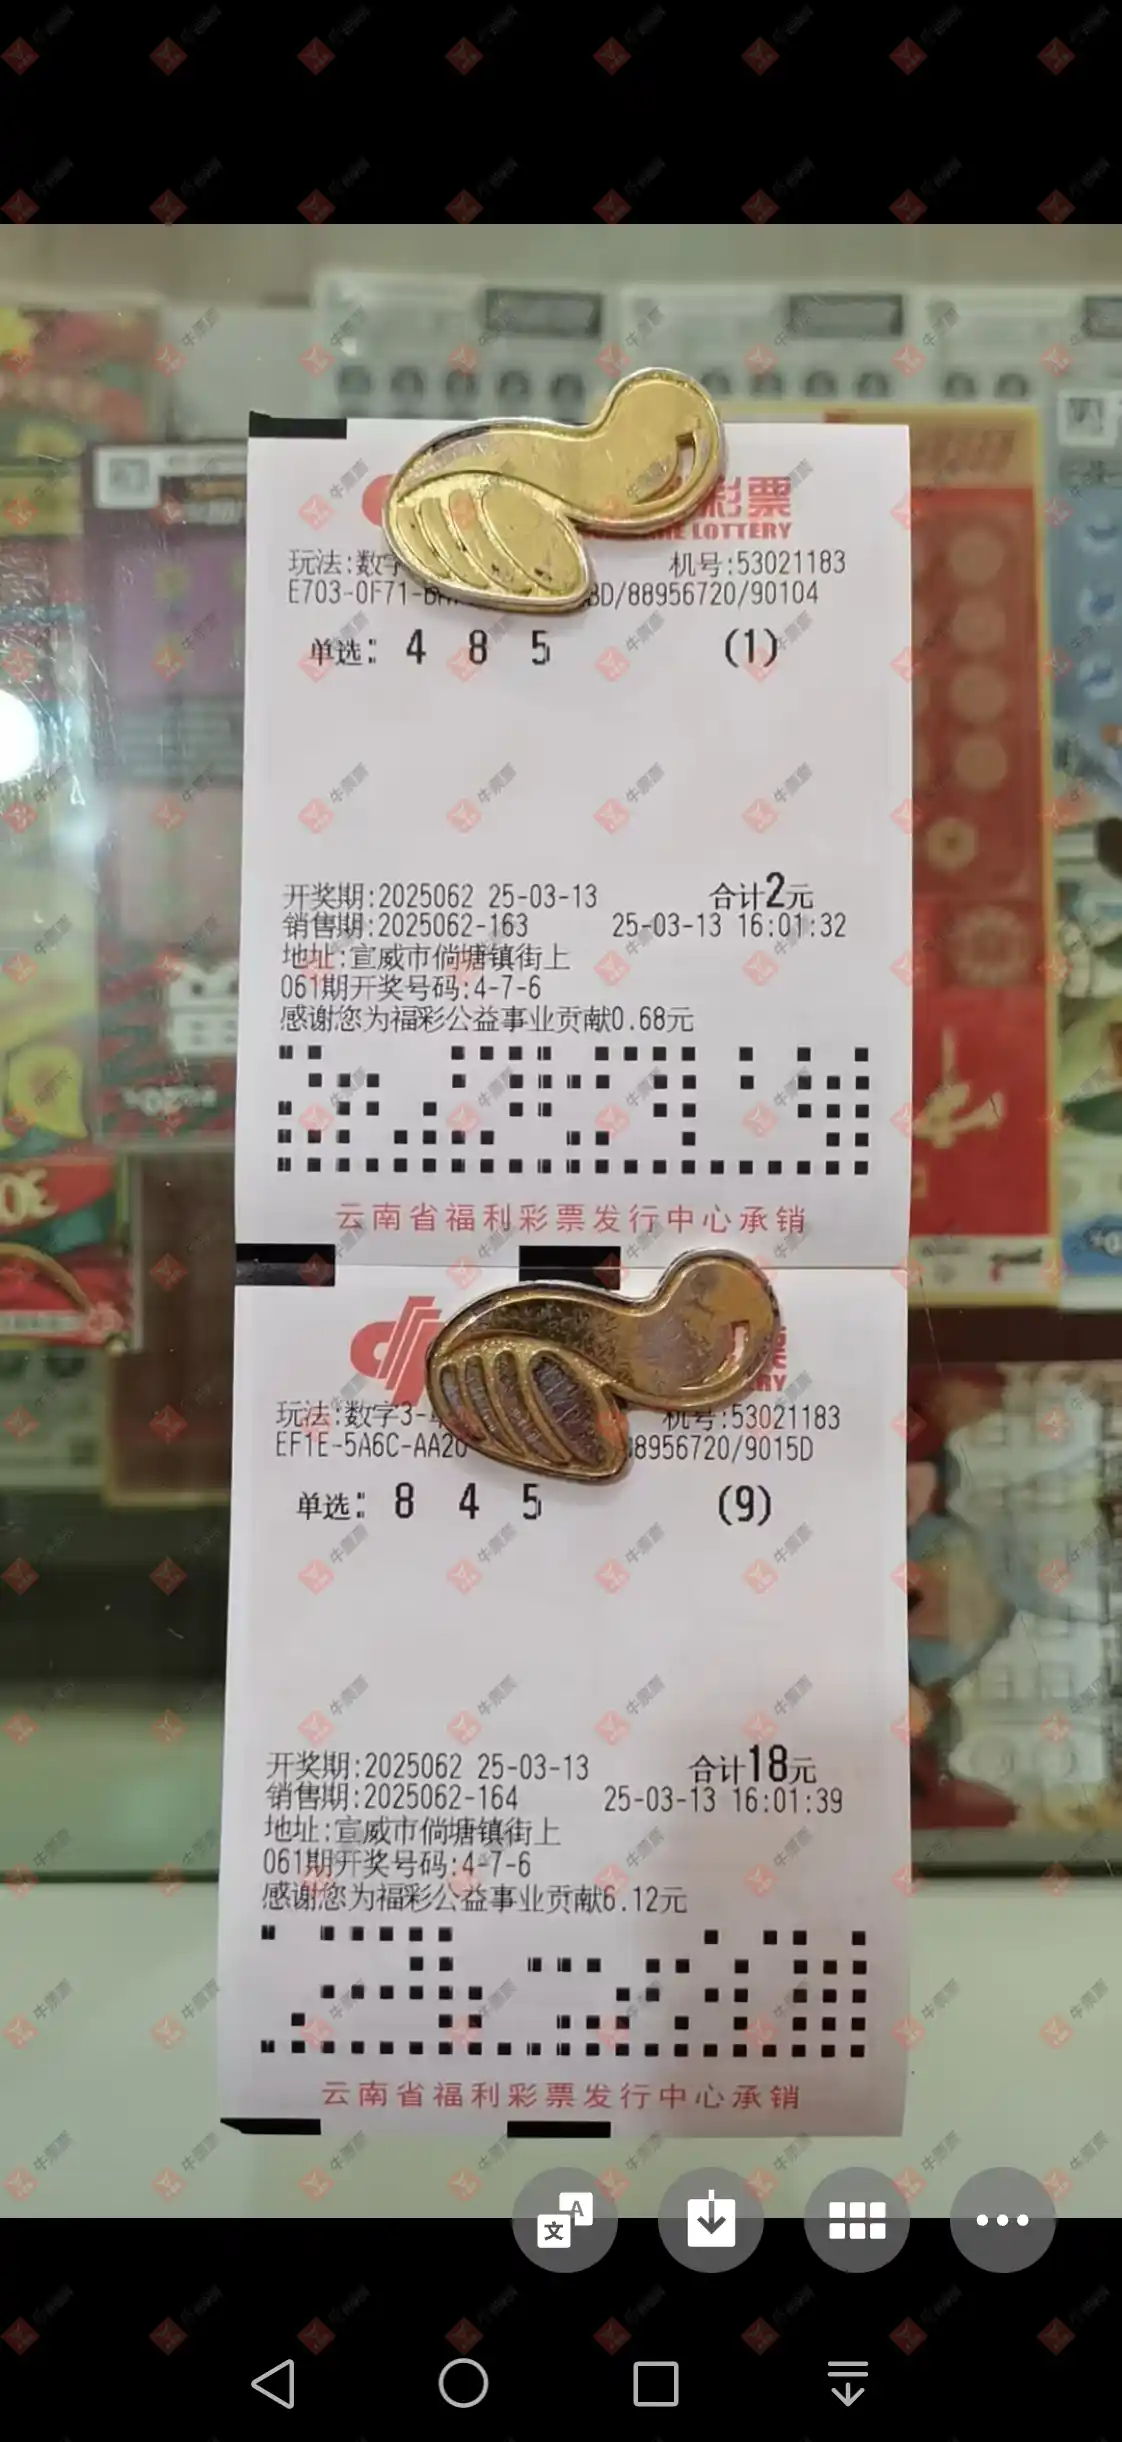 彩票
LOTTERY
玩法:数字
机号:53021183
E703-0F71-
BD/88956720/90104
单选: 4 8 5 (1)
开奖期:2025062 25-03-13 合计2元
销售期:2025062-163 25-03-13 16:01:32
地址:宣威市倘塘镇街上
061期开奖号码:4-7-6
感谢您为福彩公益事业贡献0.68元
云南省福利彩票发行中心承销
玩法:数字3-
机号:53021183
EF1E-5A6C-AA20
8956720/9015D
单选: 8 4 5 (9)
开奖期:2025062 25-03-13 合计18元
销售期:2025062-164 25-03-13 16:01:39
地址:宣威市倘塘镇街上
061期开奖号码:4-7-6
感谢您为福彩公益事业贡献6.12元
云南省福利彩票发行中心承销